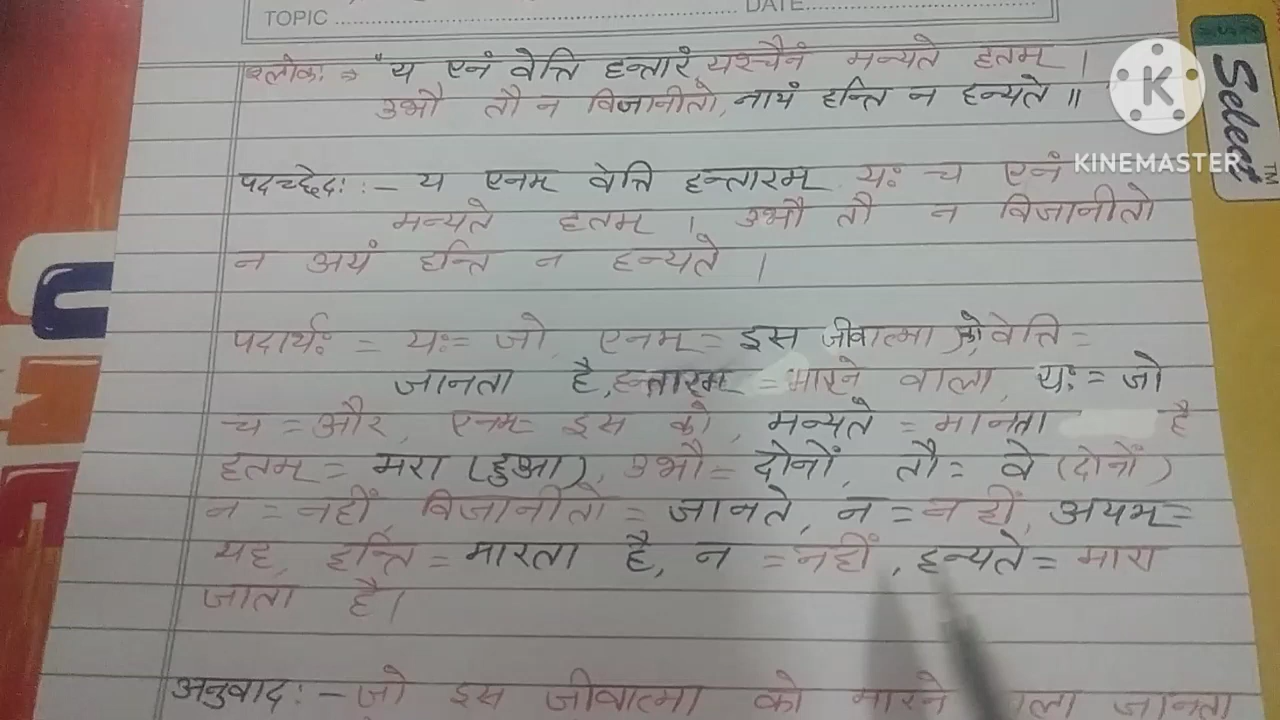 TOPIC DATE
श्लोकः ⇒ "य एनं वेत्ति हन्तारं यश्चैनं मन्यते हतम् ।
उभौ तौ न विजानीतो, नायं हन्ति न हन्यते ॥"
पदच्छेदः :- य एनम् वेत्ति हन्तारम् यः च एनं
मन्यते हतम् । उभौ तौ न विजानीतो
न अयं हन्ति न हन्यते ।
पदार्थः = यः= जो, एनम् = इस जीवात्मा को, वेत्ति =
जानता है, हन्तारम् = मारने वाला, यः = जो
च = और, एनम् = इस को, मन्यते = मानता है
हतम् = मरा (हुआ), उभौ = दोनों, तौ = वे (दोनों)
न = नहीं, विजानीतो = जानते, न = नहीं, अयम् =
यह, हन्ति = मारता है, न = नहीं, हन्यते = मारा
जाता है।
अनुवाद :- जो इस जीवात्मा को मारने जानता
Select TM
K
KINEMASTER